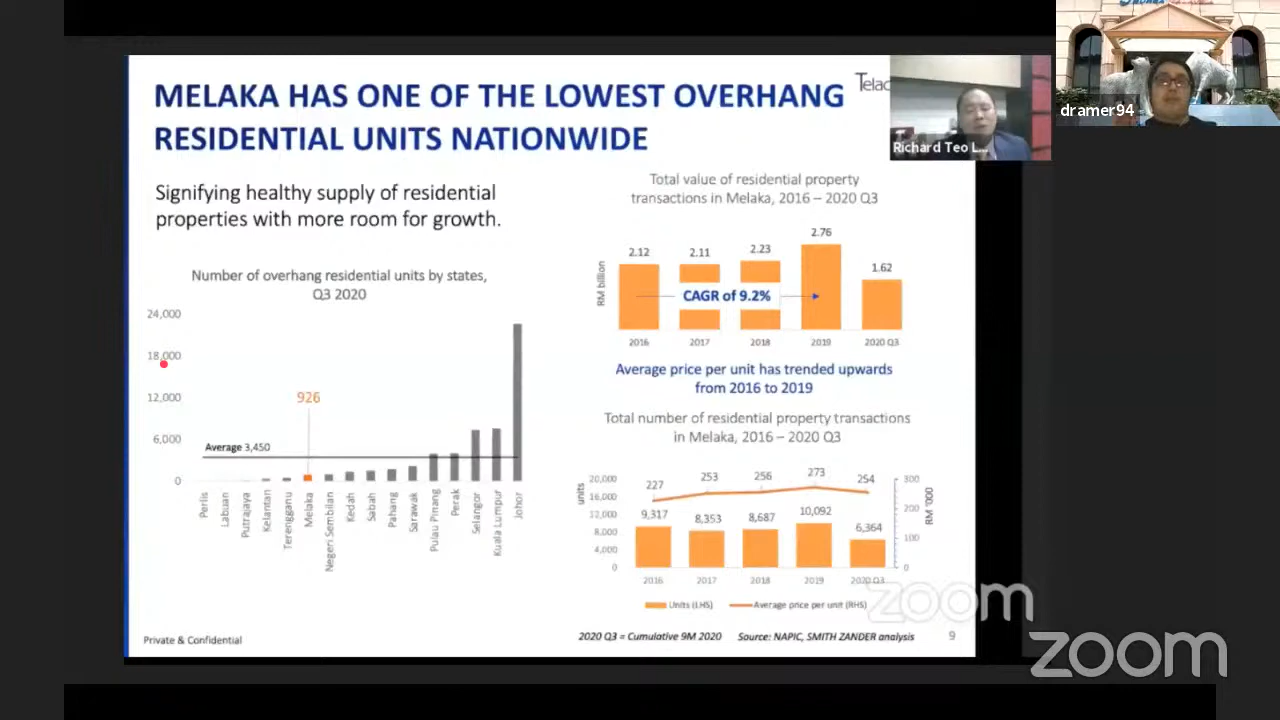 MELAKA HAS ONE OF THE LOWEST OVERHANG
RESIDENTIAL UNITS NATIONWIDE
Telac
Signifying healthy supply of residential
properties with more room for growth.
Number of overhang residential units by states,
Q3 2020
24,000
18,000
12,000
6,000
0
926
Average 3,450
Perlis
Labuan
Putrajaya
Kelantan
Terengganu
Melaka
Negeri Sembilan
Kedah
Sabah
Pahang
Sarawak
Pulau Pinang
Perak
Selangor
Kuala Lumpur
Johor
Total value of residential property
transactions in Melaka, 2016 – 2020 Q3
RM billion
2.12
2.11
2.23
2.76
1.62
CAGR of 9.2%
2016
2017
2018
2019
2020 Q3
Average price per unit has trended upwards
from 2016 to 2019
Total number of residential property transactions
in Melaka, 2016 – 2020 Q3
units
20,000
16,000
12,000
8,000
4,000
0
227
253
256
273
254
9,317
8,353
8,687
10,092
6,364
300
200
100
0
RM '000
2016
2017
2018
2019
2020 Q3
Units (LHS)
Average price per unit (RHS)
Private & Confidential
2020 Q3 = Cumulative 9M 2020
Source: NAPIC, SMITH ZANDER analysis
9
Richard Teo L...
dramer94
zoom
zoom